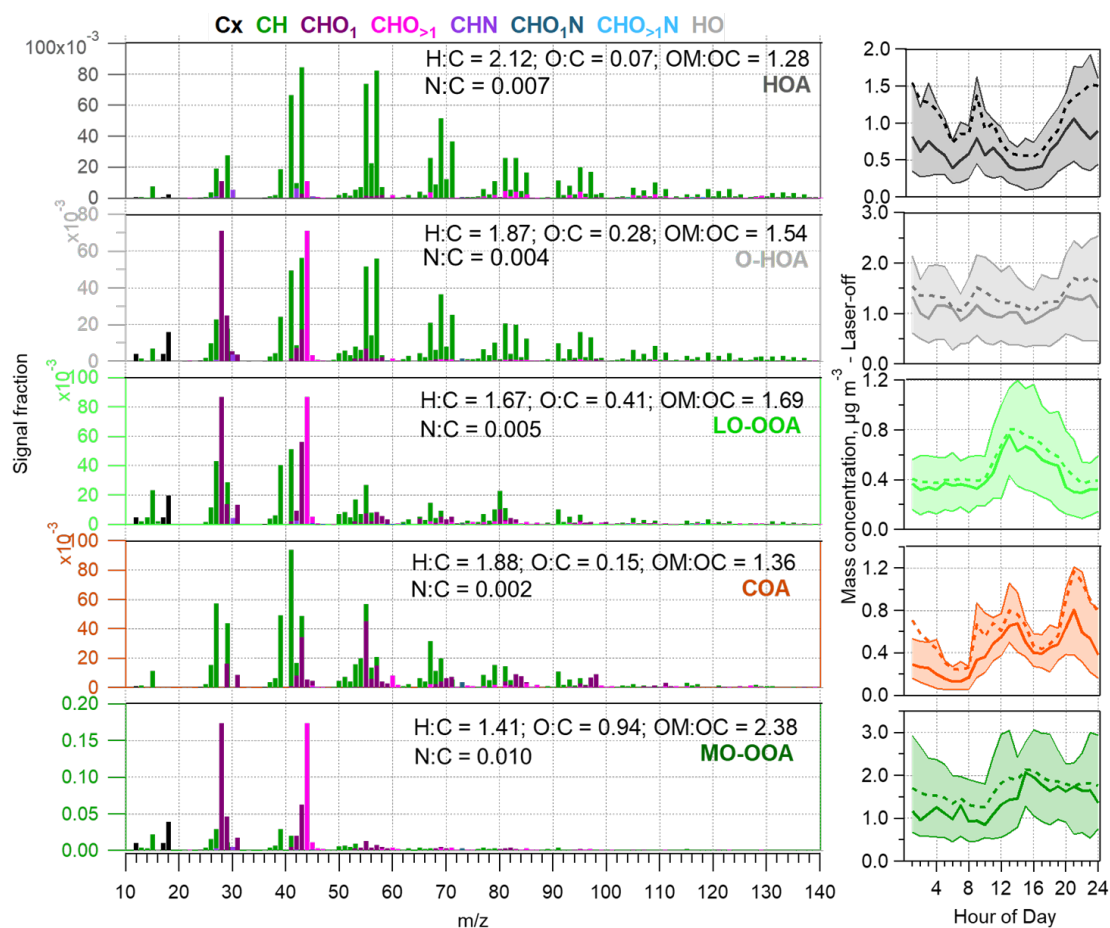 Cx CH CHO1 CHO>1 CHN CHO1N CHO>1N HO
Signal fraction
100x10-3
80
60
40
20
0
H:C = 2.12; O:C = 0.07; OM:OC = 1.28
N:C = 0.007
HOA
x10-3
80
60
40
20
0
H:C = 1.87; O:C = 0.28; OM:OC = 1.54
N:C = 0.004
O-HOA
x10-3
100
80
60
40
20
0
H:C = 1.67; O:C = 0.41; OM:OC = 1.69
N:C = 0.005
LO-OOA
x10-3
100
80
60
40
20
0
H:C = 1.88; O:C = 0.15; OM:OC = 1.36
N:C = 0.002
COA
0.20
0.15
0.10
0.05
0.00
H:C = 1.41; O:C = 0.94; OM:OC = 2.38
N:C = 0.010
MO-OOA
10 20 30 40 50 60 70 80 90 100 110 120 130 140
m/z
Mass concentration, µg m-3 - Laser-off
2.0
1.5
1.0
0.5
0.0
3.0
2.0
1.0
0.0
1.2
0.8
0.4
0.0
1.2
0.8
0.4
0.0
3.0
2.0
1.0
0.0
4 8 12 16 20 24
Hour of Day